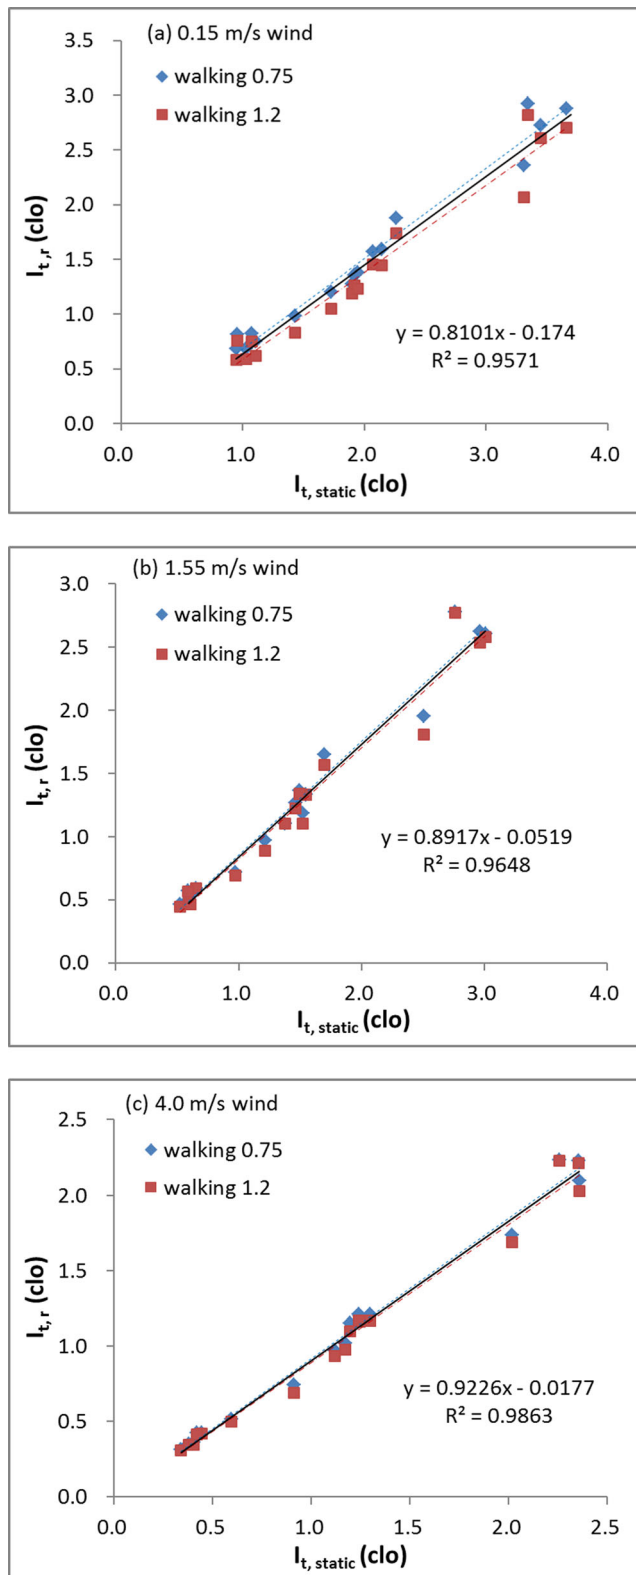 (a) 0.15 m/s wind
walking 0.75
walking 1.2
3.5
3.0
2.5
2.0
1.5
1.0
0.5
0.0
I_t,r (clo)
y = 0.8101x - 0.174
R² = 0.9571
0.0 1.0 2.0 3.0 4.0
I_t, static (clo)
(b) 1.55 m/s wind
walking 0.75
walking 1.2
3.0
2.5
2.0
1.5
1.0
0.5
0.0
I_t,r (clo)
y = 0.8917x - 0.0519
R² = 0.9648
0.0 1.0 2.0 3.0 4.0
I_t, static (clo)
(c) 4.0 m/s wind
walking 0.75
walking 1.2
2.5
2.0
1.5
1.0
0.5
0.0
I_t,r (clo)
y = 0.9226x - 0.0177
R² = 0.9863
0.0 0.5 1.0 1.5 2.0 2.5
I_t, static (clo)